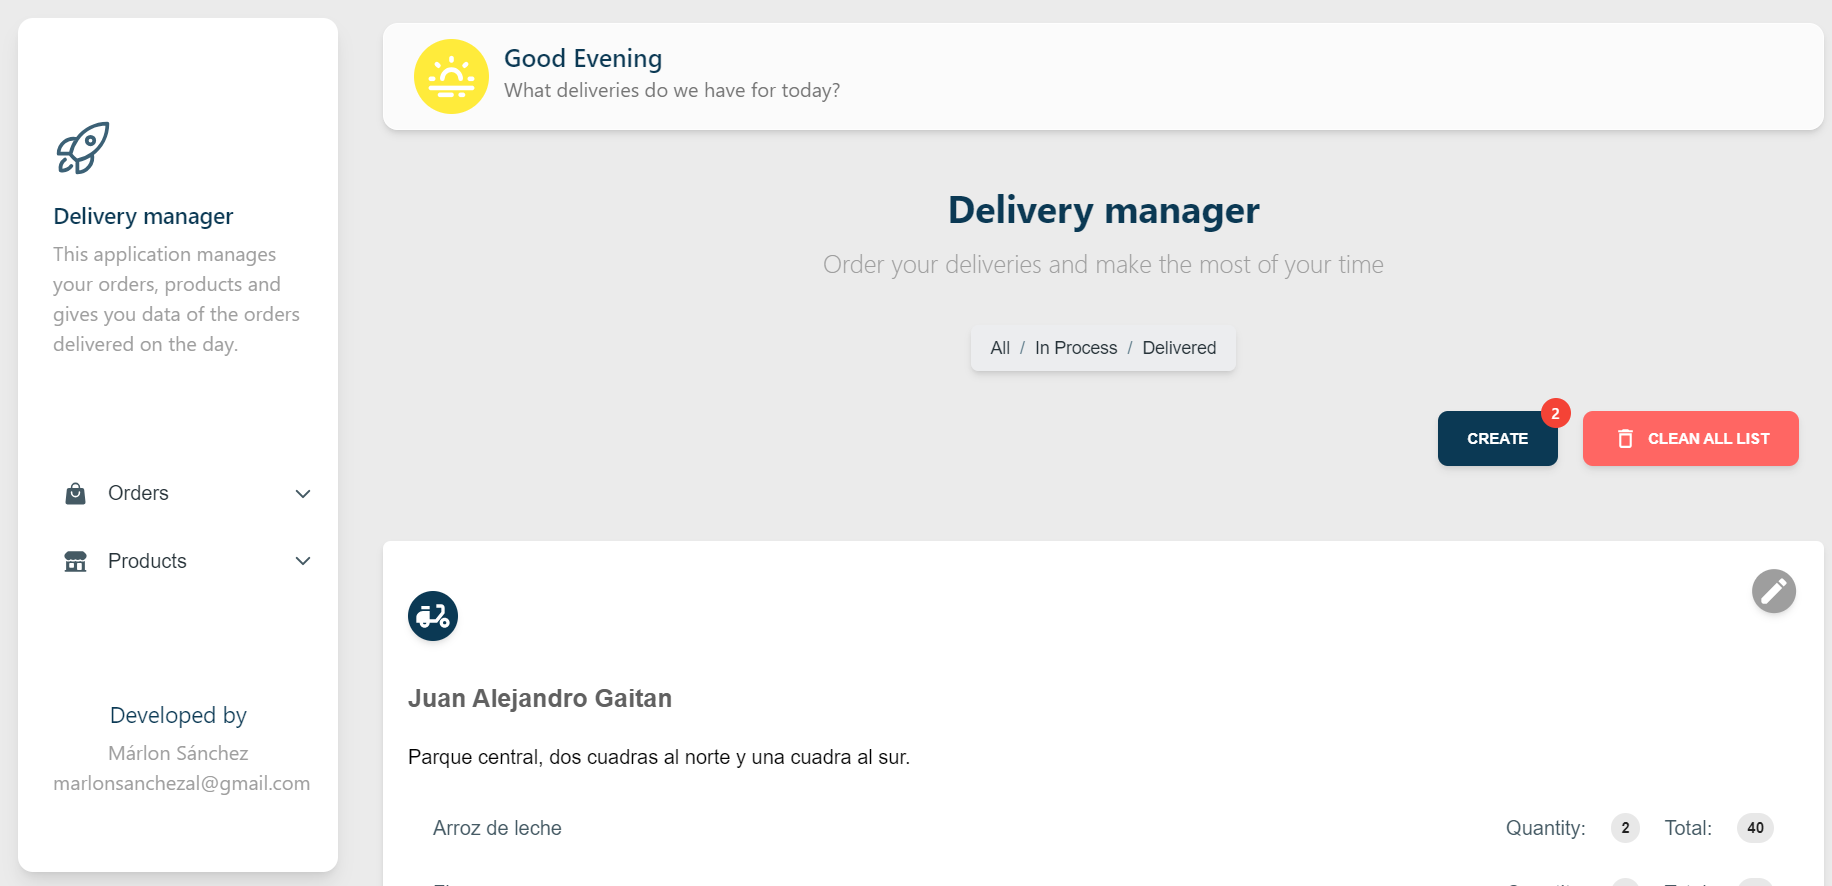 Good Evening
What deliveries do we have for today?
Delivery manager
This application manages
your orders, products and
gives you data of the orders
delivered on the day.
Orders
Products
Developed by
Márlon Sánchez
marlonsanchezal@gmail.com
Delivery manager
Order your deliveries and make the most of your time
All / In Process / Delivered
CREATE 2 CLEAN ALL LIST
Juan Alejandro Gaitan
Parque central, dos cuadras al norte y una cuadra al sur.
Arroz de leche Quantity: 2 Total: 40